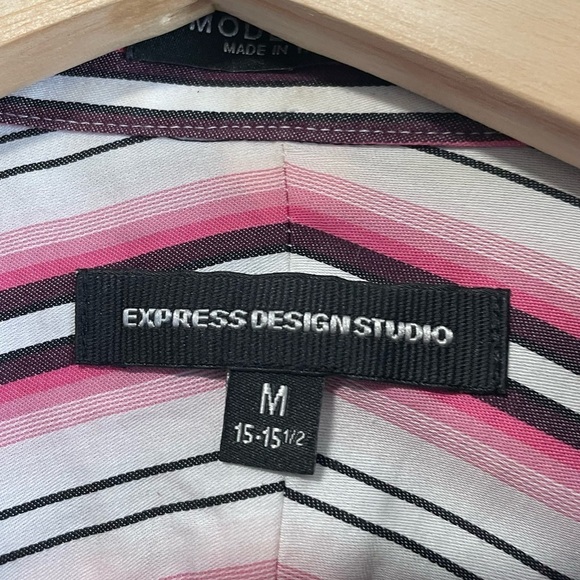 MADE IN
EXPRESS DESIGN STUDIO
M
15-15 1/2